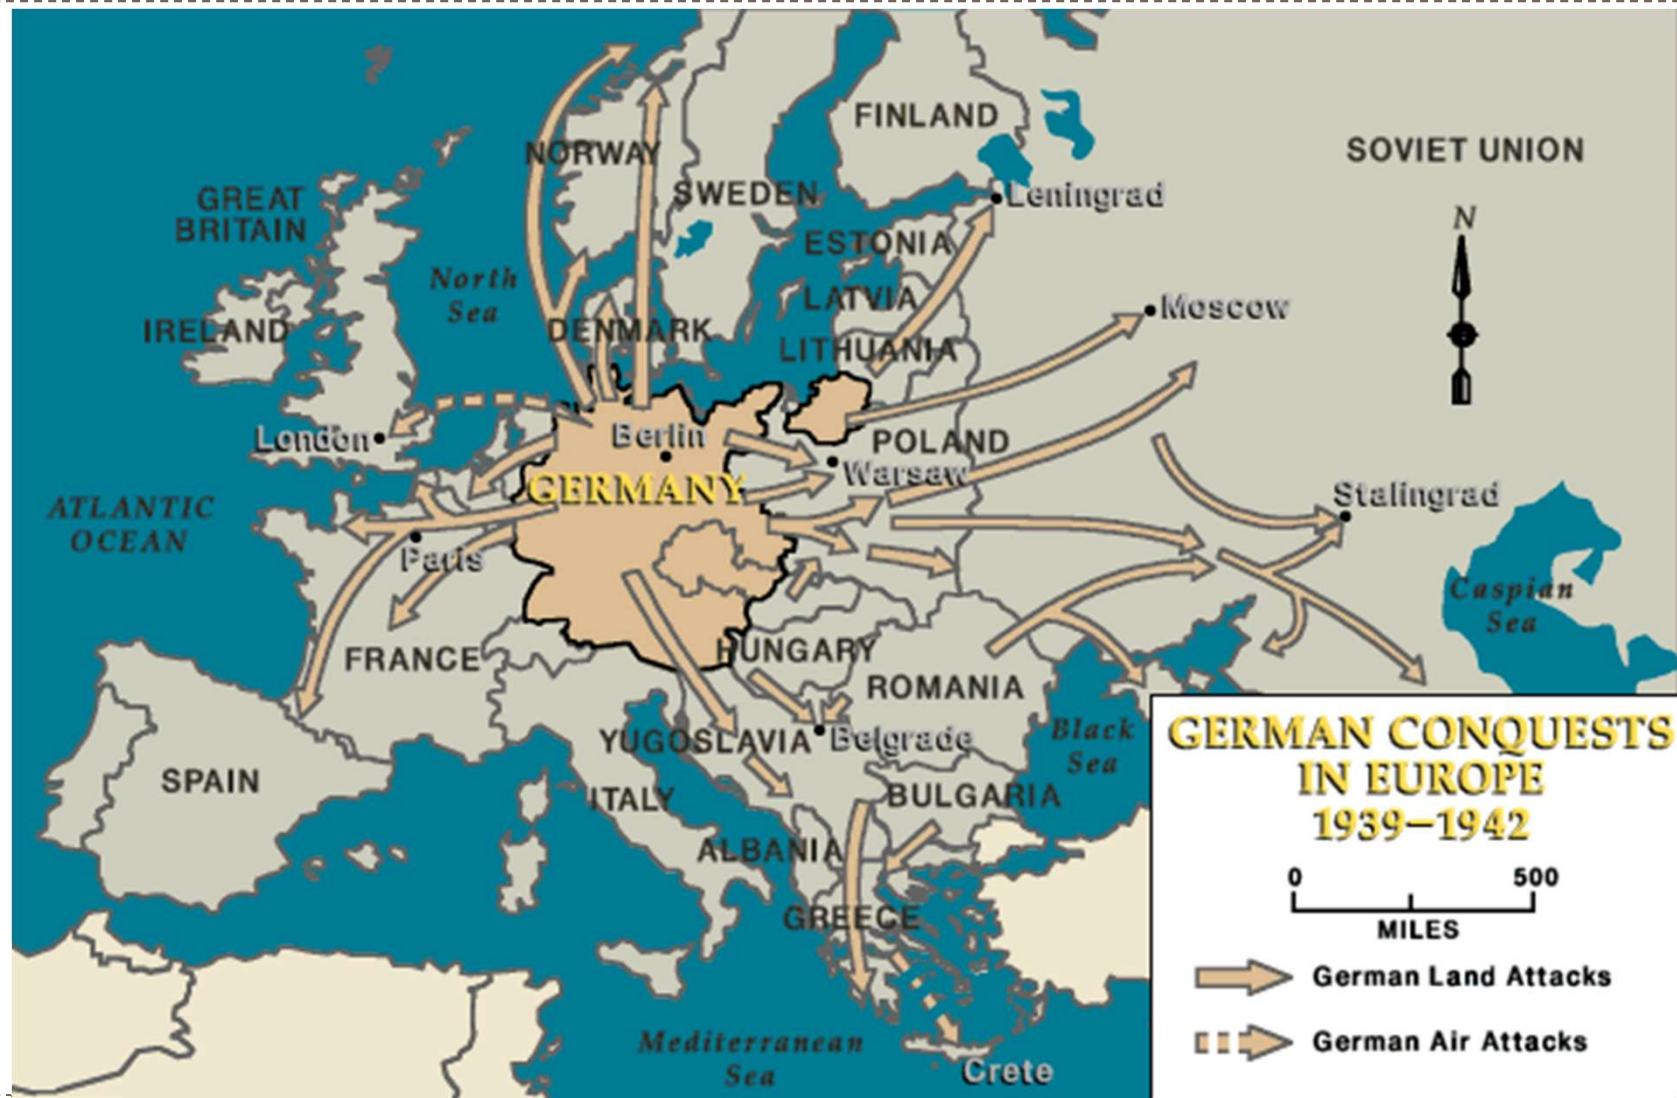 FINLAND
SOVIET UNION
NORWAY
SWEDEN
Leningrad
GREAT
BRITAIN
N
ESTONIA
North
Sea
LATVIA
Moscow
IRELAND
DENMARK
LITHUANIA
London
Berlin
POLAND
Warsaw
GERMANY
Stalingrad
ATLANTIC
OCEAN
Paris
Caspian
Sea
FRANCE
HUNGARY
ROMANIA
YUGOSLAVIA
Belgrade
Black
Sea
SPAIN
ITALY
BULGARIA
ALBANIA
GREECE
Mediterranean
Sea
Crete
GERMAN CONQUESTS
IN EUROPE
1939–1942
0 500
MILES
German Land Attacks
German Air Attacks